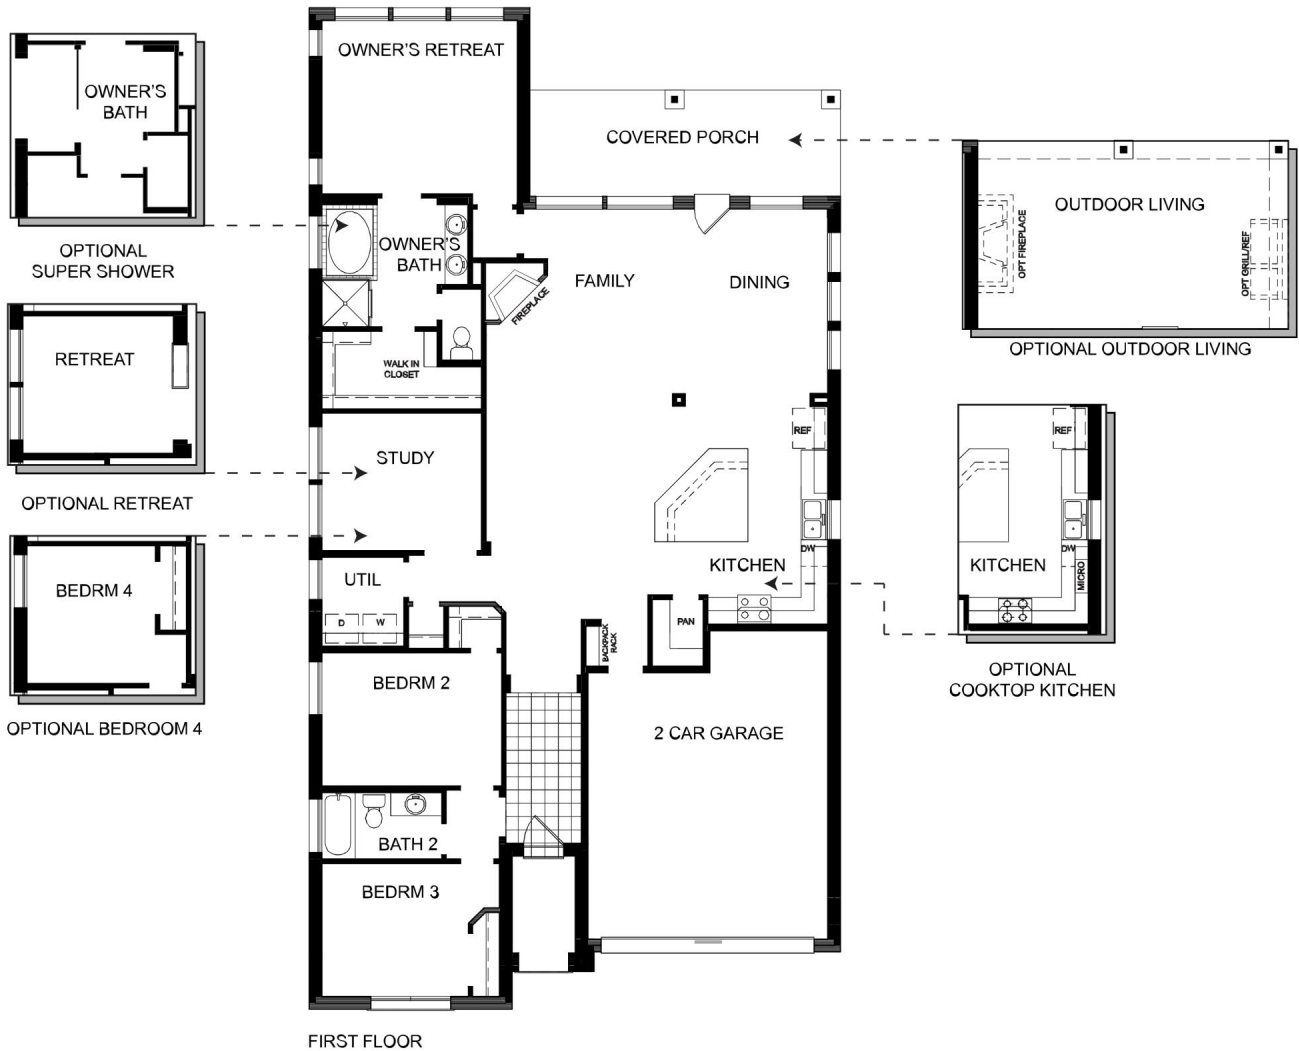 OWNER'S RETREAT
OWNER'S
BATH
OPTIONAL
SUPER SHOWER
COVERED PORCH
OUTDOOR LIVING
OPT FIREPLACE
OPT GRILL/REF
OPTIONAL OUTDOOR LIVING
OWNER'S
BATH
FAMILY
DINING
FIREPLACE
WALK IN
CLOSET
RETREAT
OPTIONAL RETREAT
STUDY
REF
DW
KITCHEN
REF
DW
MICRO
KITCHEN
OPTIONAL
COOKTOP KITCHEN
BEDRM 4
OPTIONAL BEDROOM 4
UTIL
D
W
PAN
BACKPACK
RACK
BEDRM 2
2 CAR GARAGE
BATH 2
BEDRM 3
FIRST FLOOR